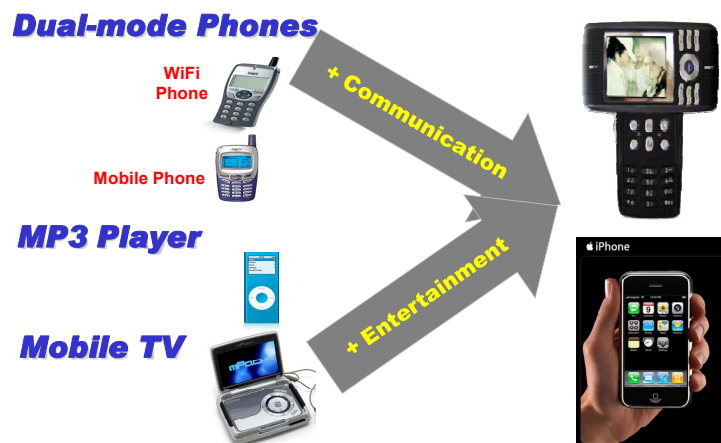 Dual-mode Phones
WiFi
Phone
Mobile Phone
+ Communication
MP3 Player
+ Entertainment
Mobile TV
iPhone